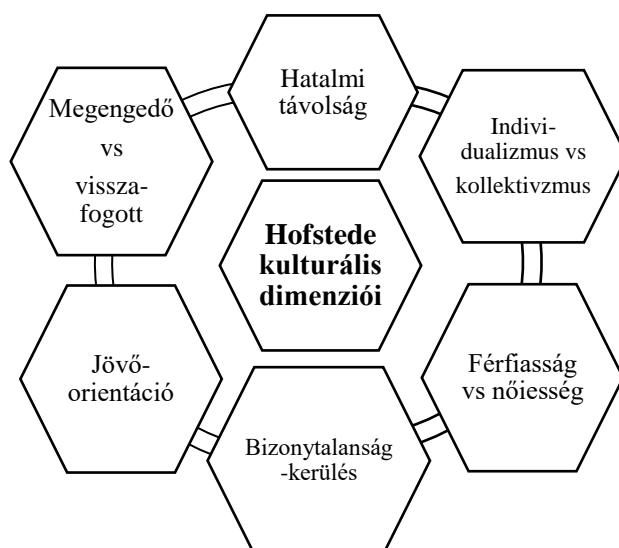 Hatalmi
távolság
Indivi-
dualizmus vs
kollektivzmus
Férfiasság
vs nőiesség
Bizonytalanság
-kerülés
Jövő-
orientáció
Megengedő
vs
vissza-
fogott
Hofstede
kulturális
dimenziói